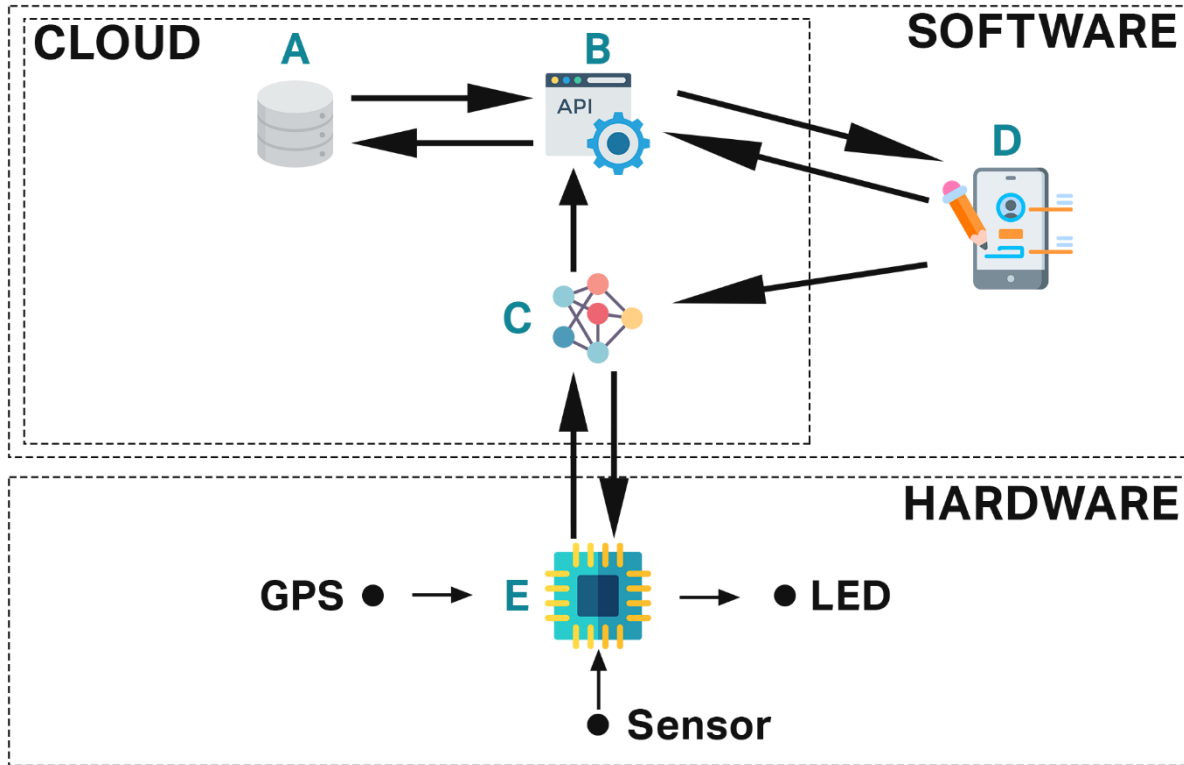 CLOUD
SOFTWARE
A
B
API
D
C
HARDWARE
GPS
E
LED
Sensor